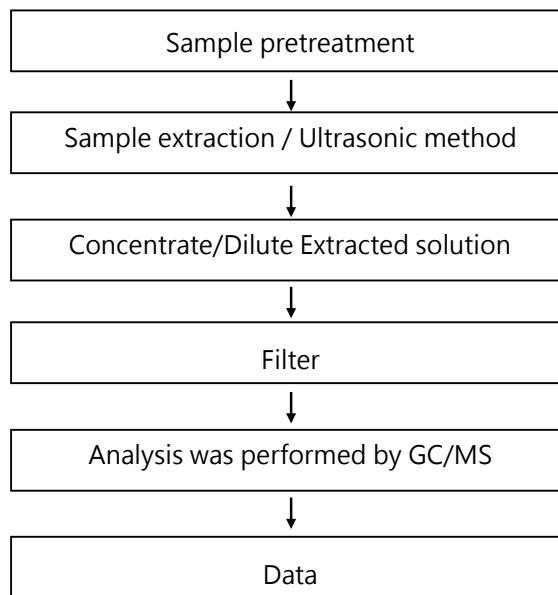 Sample pretreatment
Sample extraction / Ultrasonic method
Concentrate/Dilute Extracted solution
Filter
Analysis was performed by GC/MS
Data